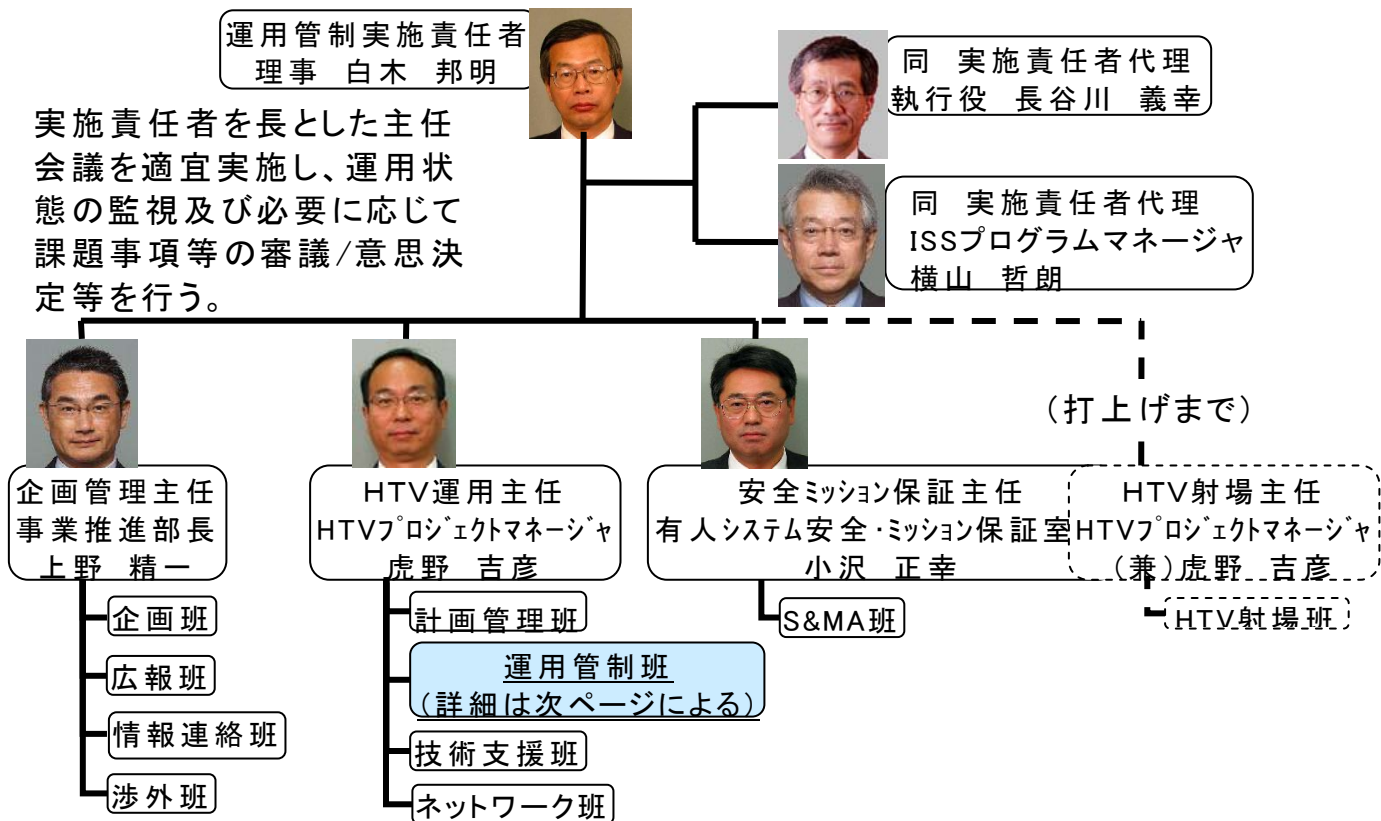 運用管制実施責任者
理事 白木 邦明
同 実施責任者代理
執行役 長谷川 義幸
実施責任者を長とした主任
会議を適宜実施し、運用状
態の監視及び必要に応じて
課題事項等の審議/意思決
定等を行う。
同 実施責任者代理
ISSプログラムマネージャ
横山 哲朗
(打上げまで)
企画管理主任
事業推進部長
上野 精一
HTV運用主任
HTVプロジェクトマネージャ
虎野 吉彦
安全ミッション保証主任
有人システム安全・ミッション保証室
小沢 正幸
HTV射場主任
HTVプロジェクトマネージャ
(兼)虎野 吉彦
企画班
広報班
情報連絡班
渉外班
計画管理班
運用管制班
(詳細は次ページによる)
技術支援班
ネットワーク班
S&MA班
HTV射場班